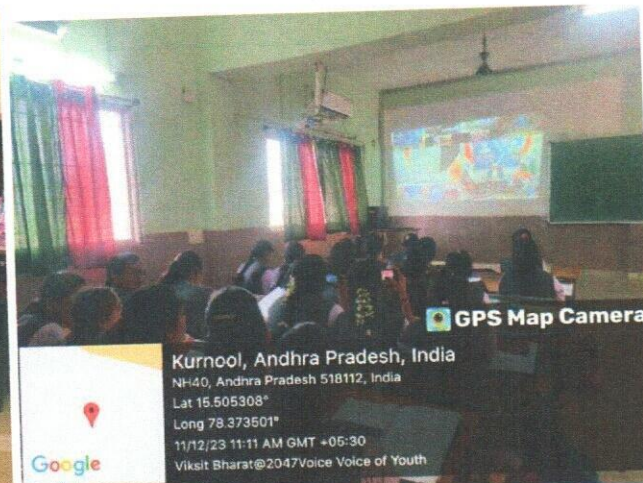 GPS Map Camera
Kurnool, Andhra Pradesh, India
NH40, Andhra Pradesh 518112, India
Lat 15.505308°
Long 78.373501°
11/12/23 11:11 AM GMT +05:30
Viksit Bharat@2047Voice Voice of Youth
Google